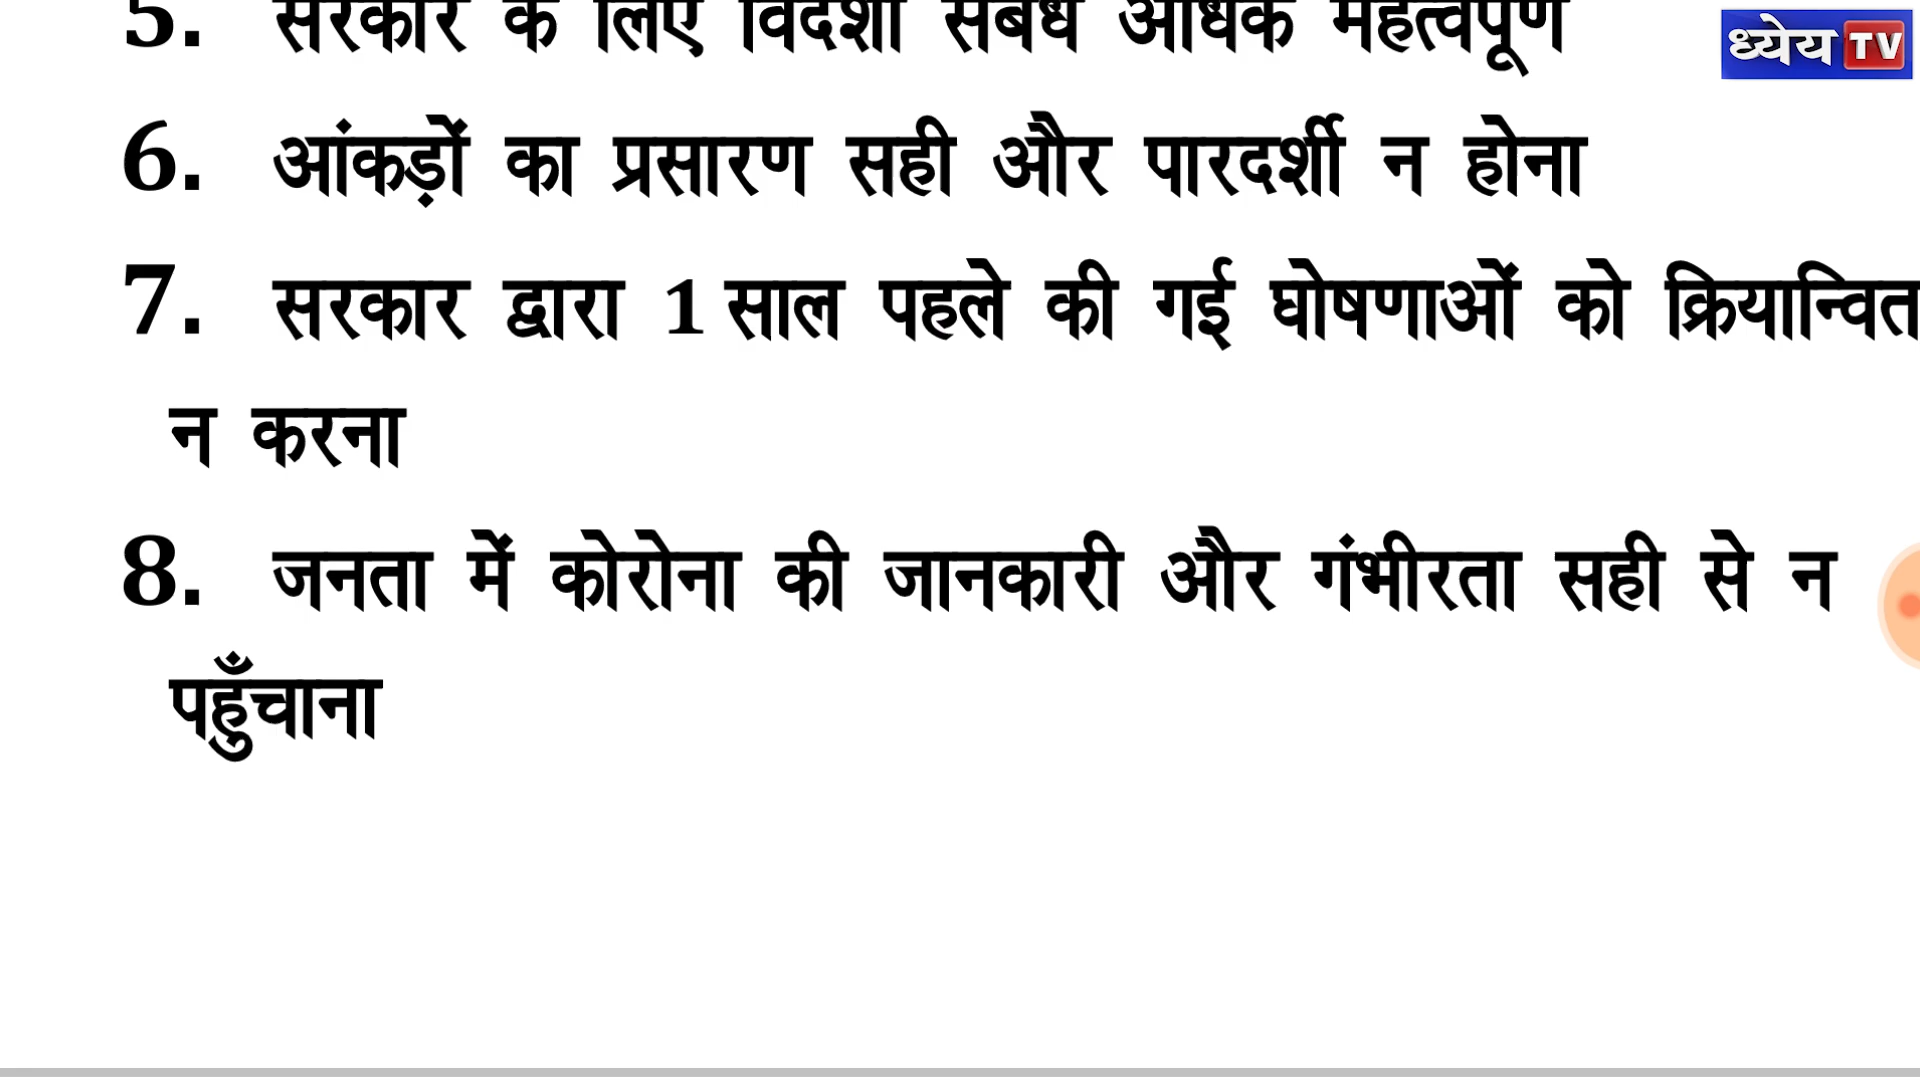 5. सरकार के लिए विदेशी संबंध अधिक महत्वपूर्ण
ध्येय TV
6. आंकड़ों का प्रसारण सही और पारदर्शी न होना
7. सरकार द्वारा 1 साल पहले की गई घोषणाओं को क्रियान्वित
न करना
8. जनता में कोरोना की जानकारी और गंभीरता सही से न
पहुँचाना